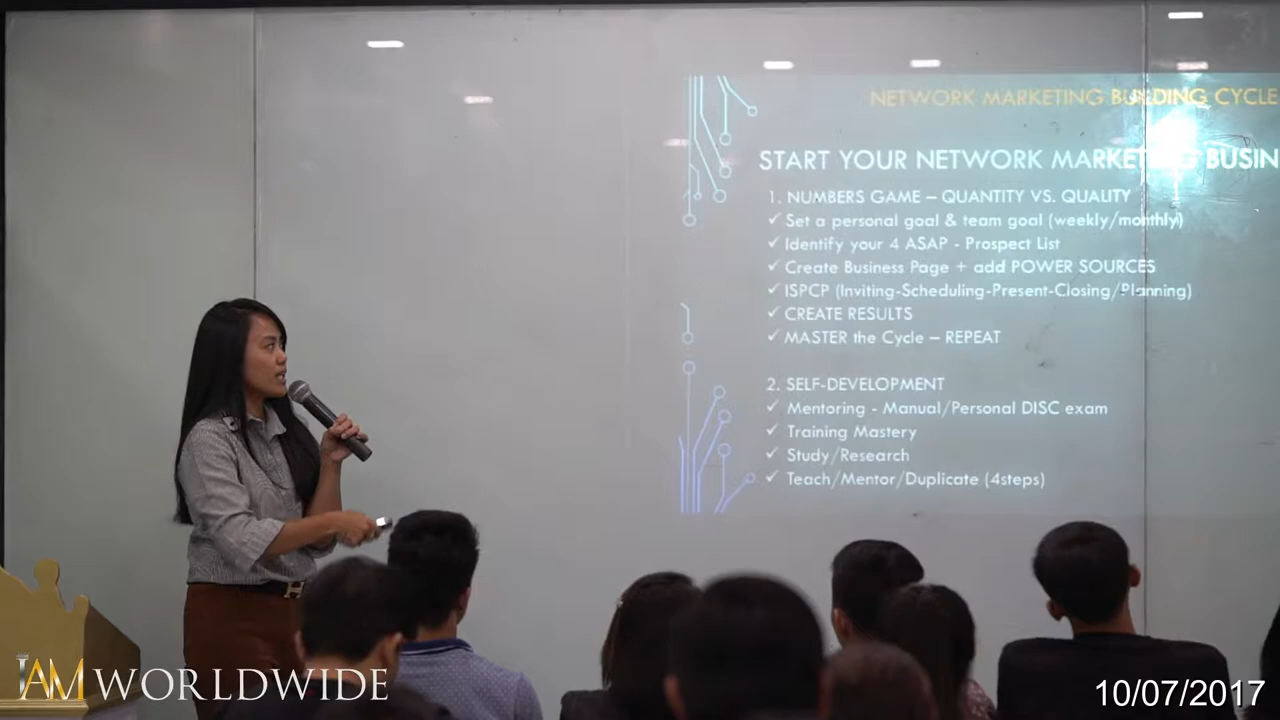 NETWORK MARKETING BUILDING CYCLE
START YOUR NETWORK MARKETING BUSIN
1. NUMBERS GAME – QUANTITY VS. QUALITY
✓ Set a personal goal & team goal (weekly/monthly)
✓ Identify your 4 ASAP - Prospect List
✓ Create Business Page + add POWER SOURCES
✓ ISPCP (Inviting-Scheduling-Present-Closing/Planning)
✓ CREATE RESULTS
✓ MASTER the Cycle – REPEAT
2. SELF-DEVELOPMENT
✓ Mentoring - Manual/Personal DISC exam
✓ Training Mastery
✓ Study/Research
✓ Teach/Mentor/Duplicate (4steps)
IAM WORLDWIDE
10/07/2017